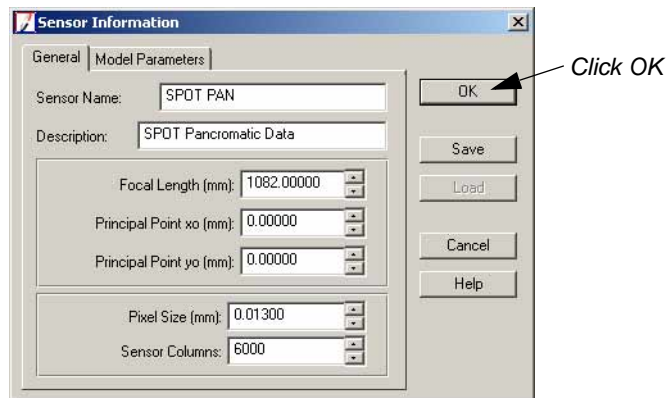 Sensor Information
General Model Parameters
Sensor Name: SPOT PAN
Description: SPOT Pancromatic Data
Focal Length (mm): 1082.00000
Principal Point xo (mm): 0.00000
Principal Point yo (mm): 0.00000
Pixel Size (mm): 0.01300
Sensor Columns: 6000
OK
Save
Load
Cancel
Help
Click OK